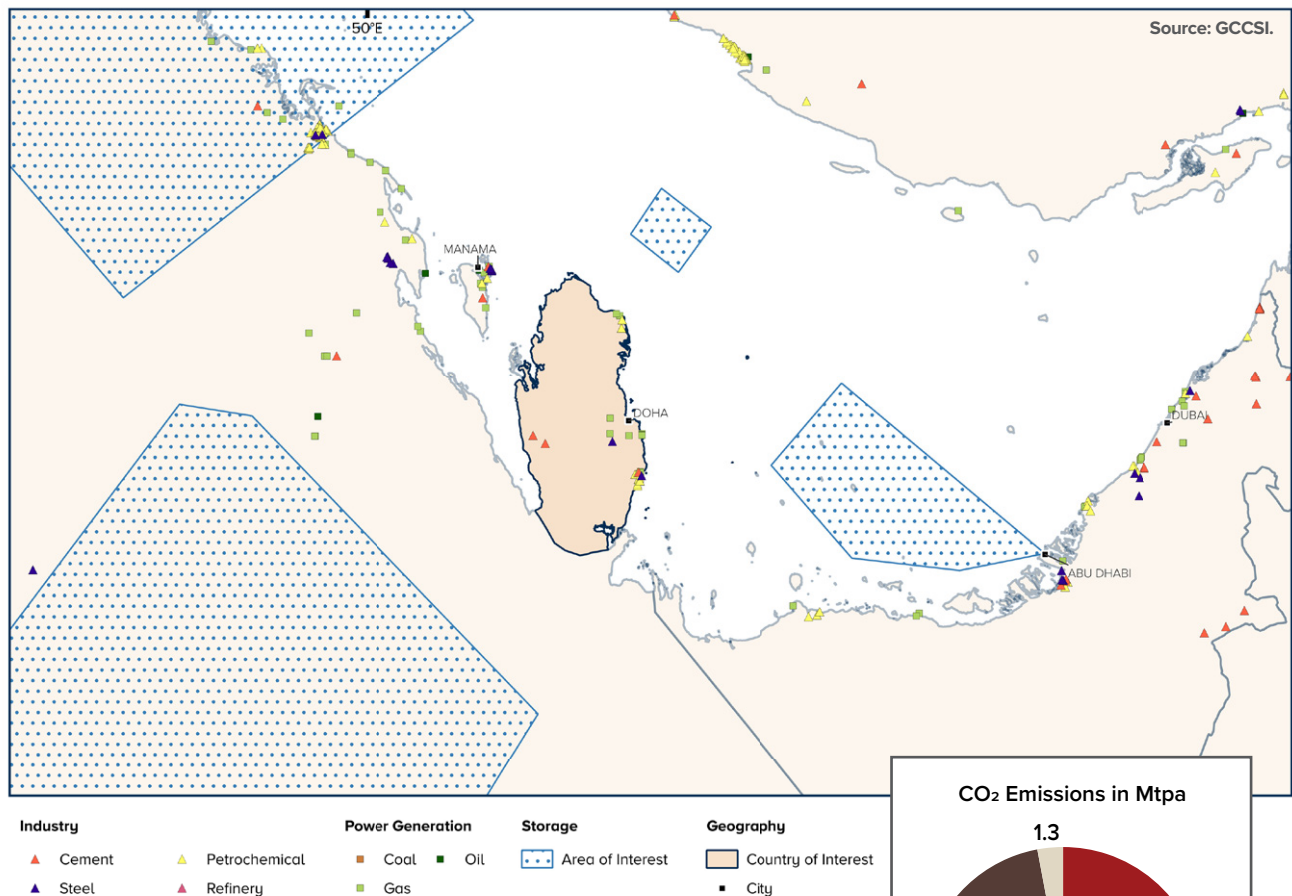 50°E
Source: GCCSI.
MANAMA
DOHA
DUBAI
ABU DHABI
CO₂ Emissions in Mtpa
1.3
Industry
Cement
Petrochemical
Steel
Refinery
Power Generation
Coal
Oil
Gas
Storage
Area of Interest
Geography
Country of Interest
City